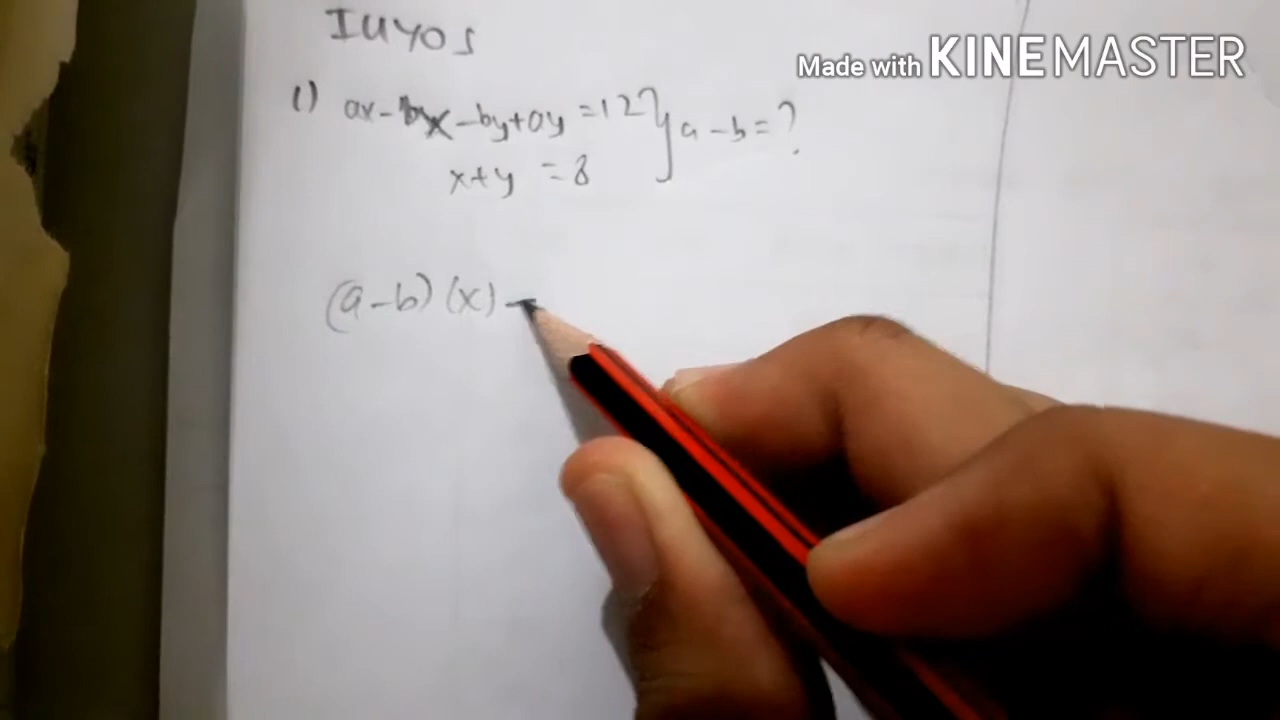 IUYOS
Made with KINEMASTER
1) ax-bx-by+ay=12 } a-b=?
x+y=8
(a-b)(x)-